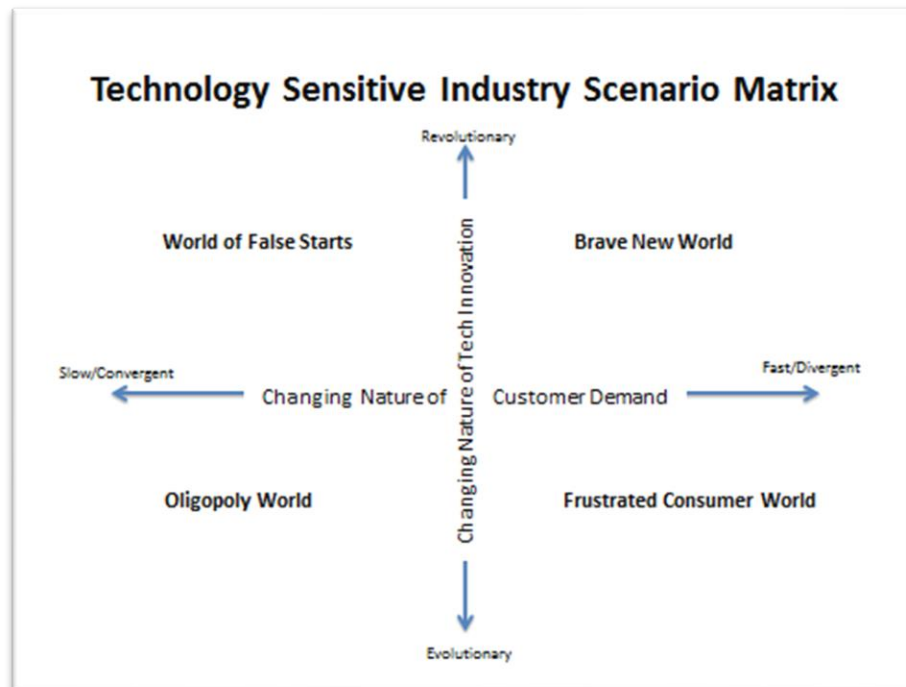 Technology Sensitive Industry Scenario Matrix
Revolutionary
World of False Starts
Brave New World
Slow/Convergent
Fast/Divergent
Changing Nature of Customer Demand
Changing Nature of Tech Innovation
Oligopoly World
Frustrated Consumer World
Evolutionary